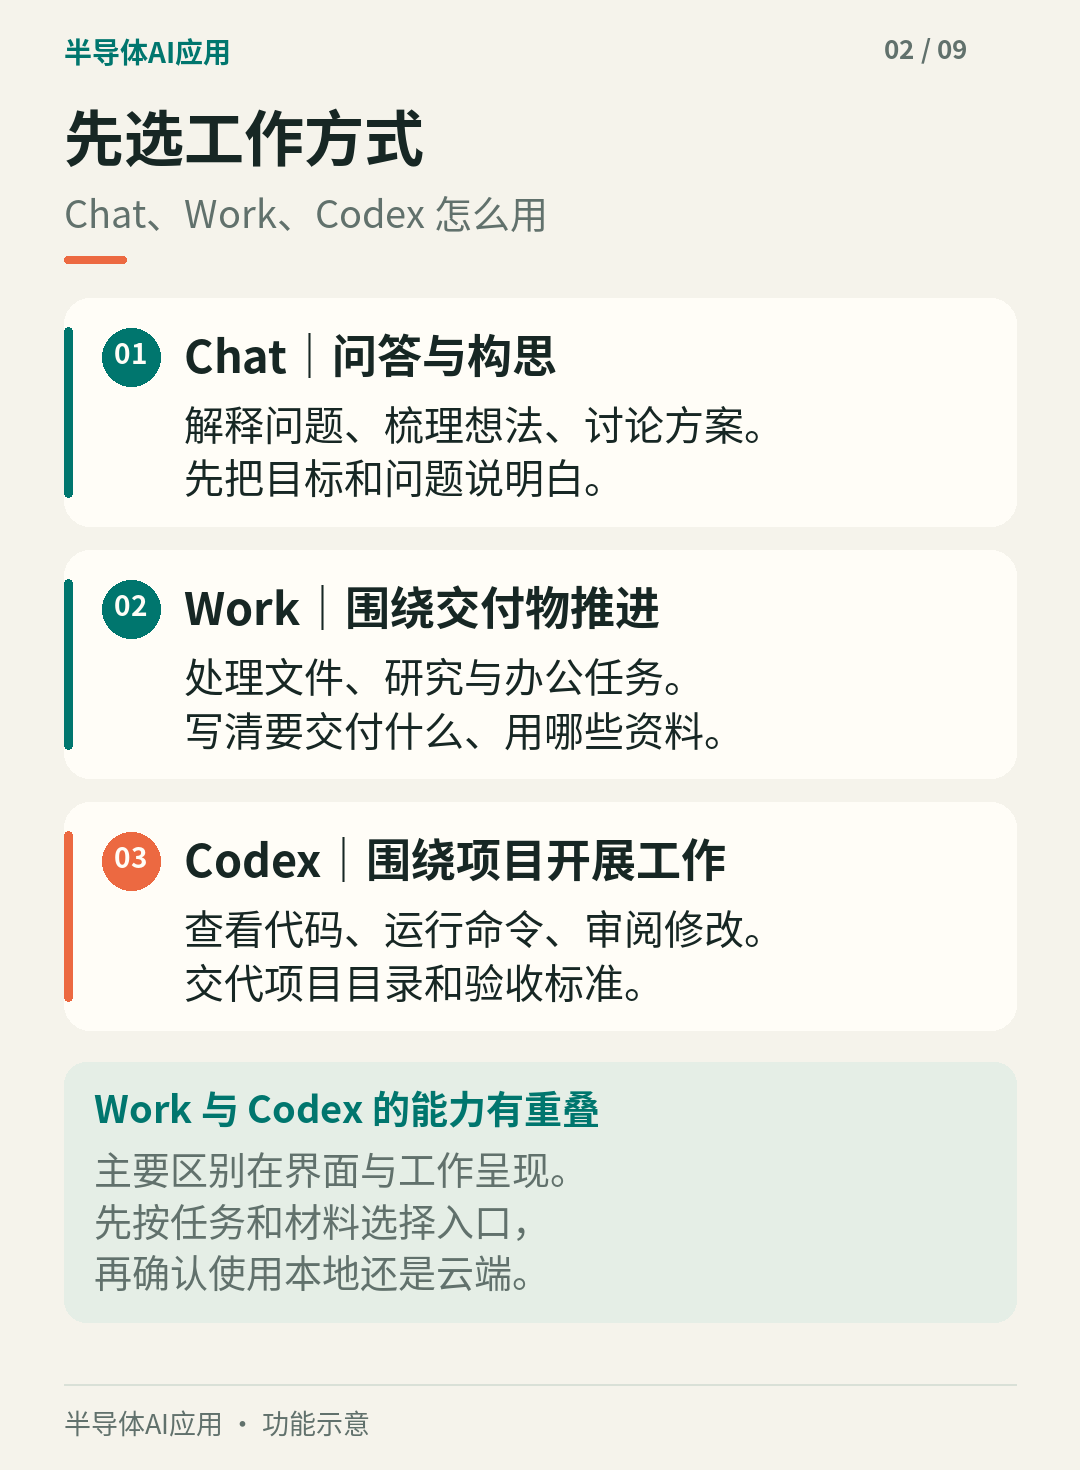 半导体AI应用
02 / 09
先选工作方式
Chat、Work、Codex 怎么用
01
Chat｜问答与构思
解释问题、梳理想法、讨论方案。
先把目标和问题说明白。
02
Work｜围绕交付物推进
处理文件、研究与办公任务。
写清要交付什么、用哪些资料。
03
Codex｜围绕项目开展工作
查看代码、运行命令、审阅修改。
交代项目目录和验收标准。
Work 与 Codex 的能力有重叠
主要区别在界面与工作呈现。
先按任务和材料选择入口，
再确认使用本地还是云端。
半导体AI应用 · 功能示意